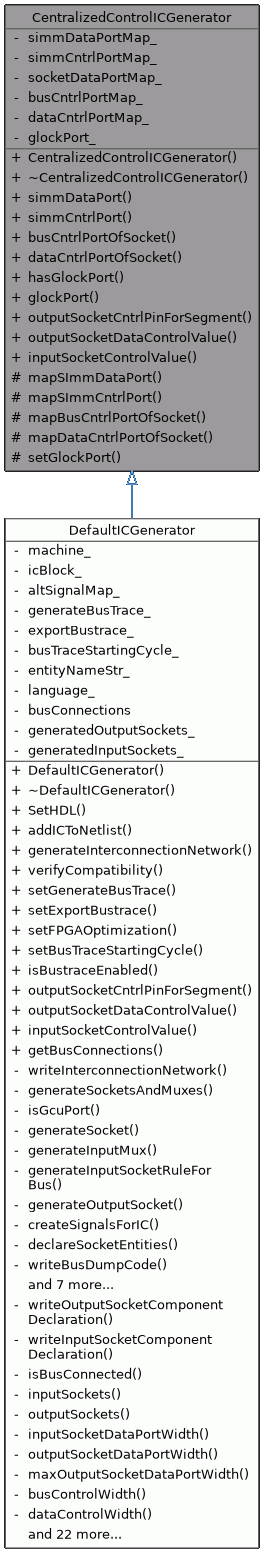 CentralizedControlICGenerator
- simmDataPortMap_
- simmCntrlPortMap_
- socketDataPortMap_
- busCntrlPortMap_
- dataCntrlPortMap_
- glockPort_
+ CentralizedControlICGenerator()
+ ~CentralizedControlICGenerator()
+ simmDataPort()
+ simmCntrlPort()
+ busCntrlPortOfSocket()
+ dataCntrlPortOfSocket()
+ hasGlockPort()
+ glockPort()
+ outputSocketCntrlPinForSegment()
+ outputSocketDataControlValue()
+ inputSocketControlValue()
# mapSImmDataPort()
# mapSImmCntrlPort()
# mapBusCntrlPortOfSocket()
# mapDataCntrlPortOfSocket()
# setGlockPort()
DefaultICGenerator
- machine_
- icBlock_
- altSignalMap_
- generateBusTrace_
- exportBustrace_
- busTraceStartingCycle_
- entityNameStr_
- language_
- busConnections
- generatedOutputSockets_
- generatedInputSockets_
+ DefaultICGenerator()
+ ~DefaultICGenerator()
+ SetHDL()
+ addICToNetlist()
+ generateInterconnectionNetwork()
+ verifyCompatibility()
+ setGenerateBusTrace()
+ setExportBustrace()
+ setFPGAOptimization()
+ setBusTraceStartingCycle()
+ isBustraceEnabled()
+ outputSocketCntrlPinForSegment()
+ outputSocketDataControlValue()
+ inputSocketControlValue()
+ getBusConnections()
- writeInterconnectionNetwork()
- generateSocketsAndMuxes()
- isGcuPort()
- generateSocket()
- generateInputMux()
- generateInputSocketRuleFor
Bus()
- generateOutputSocket()
- createSignalsForIC()
- declareSocketEntities()
- writeBusDumpCode()
and 7 more...
- writeOutputSocketComponent
Declaration()
- writeInputSocketComponent
Declaration()
- isBusConnected()
- inputSockets()
- outputSockets()
- inputSocketDataPortWidth()
- outputSocketDataPortWidth()
- maxOutputSocketDataPortWidth()
- busControlWidth()
- dataControlWidth()
and 22 more...